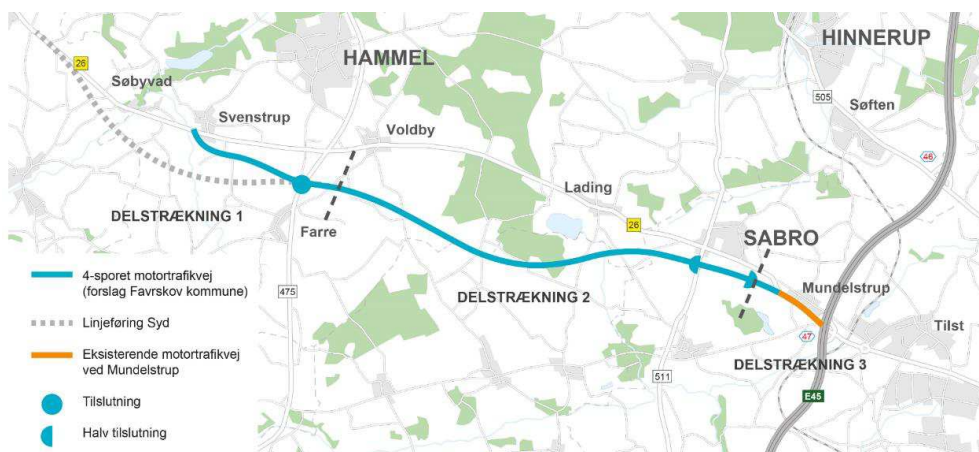 HAMMEL
HINNERUP
26
Søbyvad
505
Søften
Svenstrup
Voldby
46
Lading
DELSTRÆKNING 1
26
Farre
SABRO
4-sporet motortrafikvej
(forslag Favrskov kommune)
475
DELSTRÆKNING 2
Mundelstrup
Linjeføring Syd
Tilst
47
Eksisterende motortrafikvej
ved Mundelstrup
511
DELSTRÆKNING 3
E45
Tilslutning
Halv tilslutning